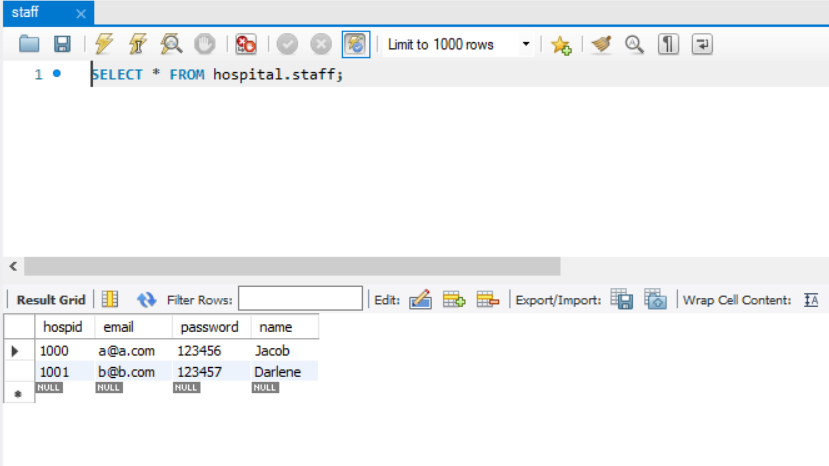 staff
Limit to 1000 rows
1 SELECT * FROM hospital.staff;
Result Grid Filter Rows: Edit: Export/Import: Wrap Cell Content:
hospid email password name
1000 a@a.com 123456 Jacob
1001 b@b.com 123457 Darlene
NULL NULL NULL NULL